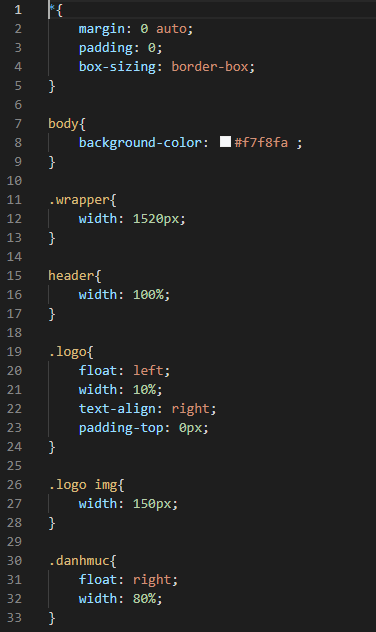 1 *{
2     margin: 0 auto;
3     padding: 0;
4     box-sizing: border-box;
5 }
6
7 body{
8     background-color: #f7f8fa ;
9 }
10
11 .wrapper{
12     width: 1520px;
13 }
14
15 header{
16     width: 100%;
17 }
18
19 .logo{
20     float: left;
21     width: 10%;
22     text-align: right;
23     padding-top: 0px;
24 }
25
26 .logo img{
27     width: 150px;
28 }
29
30 .danhmuc{
31     float: right;
32     width: 80%;
33 }